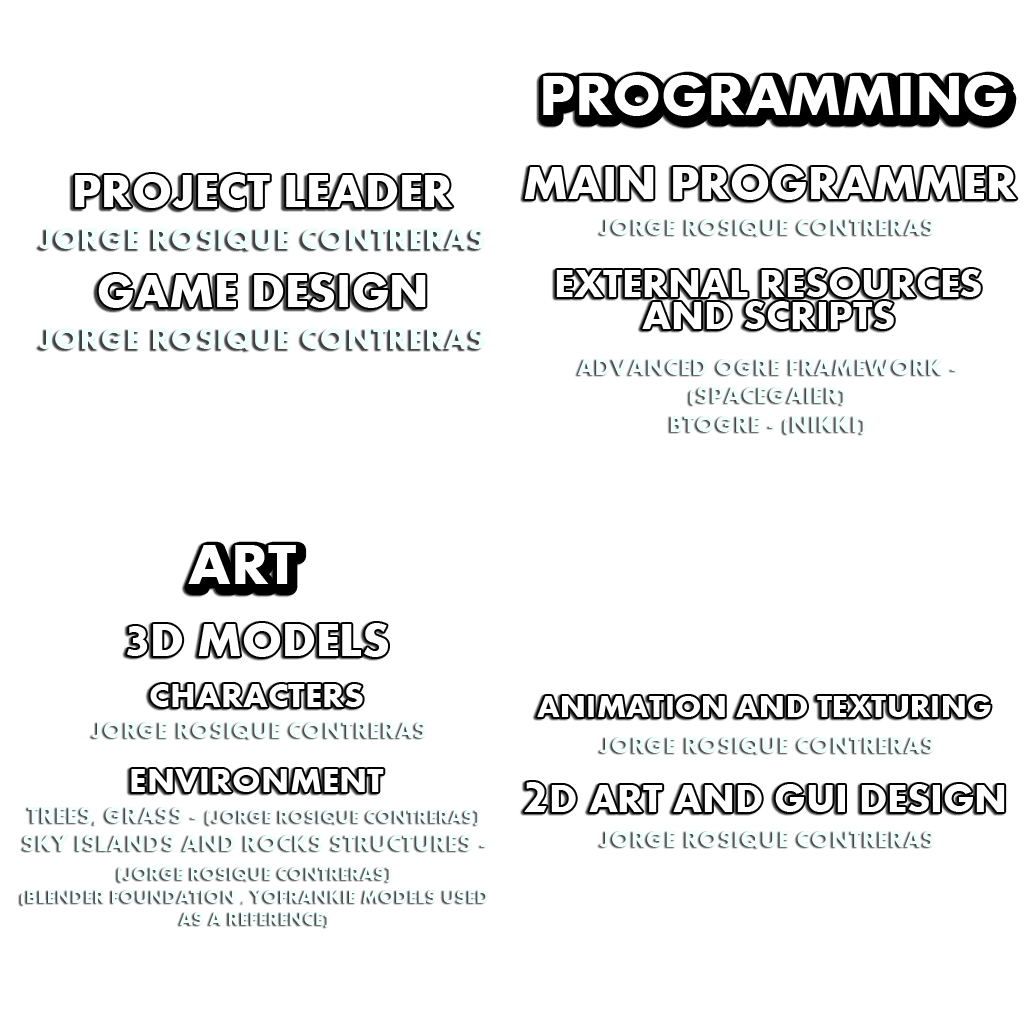 PROJECT LEADER
JORGE ROSIQUE CONTRERAS
GAME DESIGN
JORGE ROSIQUE CONTRERAS
PROGRAMMING
MAIN PROGRAMMER
JORGE ROSIQUE CONTRERAS
EXTERNAL RESOURCES
AND SCRIPTS
ADVANCED OGRE FRAMEWORK -
(SPACEGAIER)
BTOGRE - (NIKKI)
ART
3D MODELS
CHARACTERS
JORGE ROSIQUE CONTRERAS
ENVIRONMENT
TREES, GRASS - (JORGE ROSIQUE CONTRERAS)
SKY ISLANDS AND ROCKS STRUCTURES -
(JORGE ROSIQUE CONTRERAS)
(BLENDER FOUNDATION , YOFRANKIE MODELS USED
AS A REFERENCE)
ANIMATION AND TEXTURING
JORGE ROSIQUE CONTRERAS
2D ART AND GUI DESIGN
JORGE ROSIQUE CONTRERAS